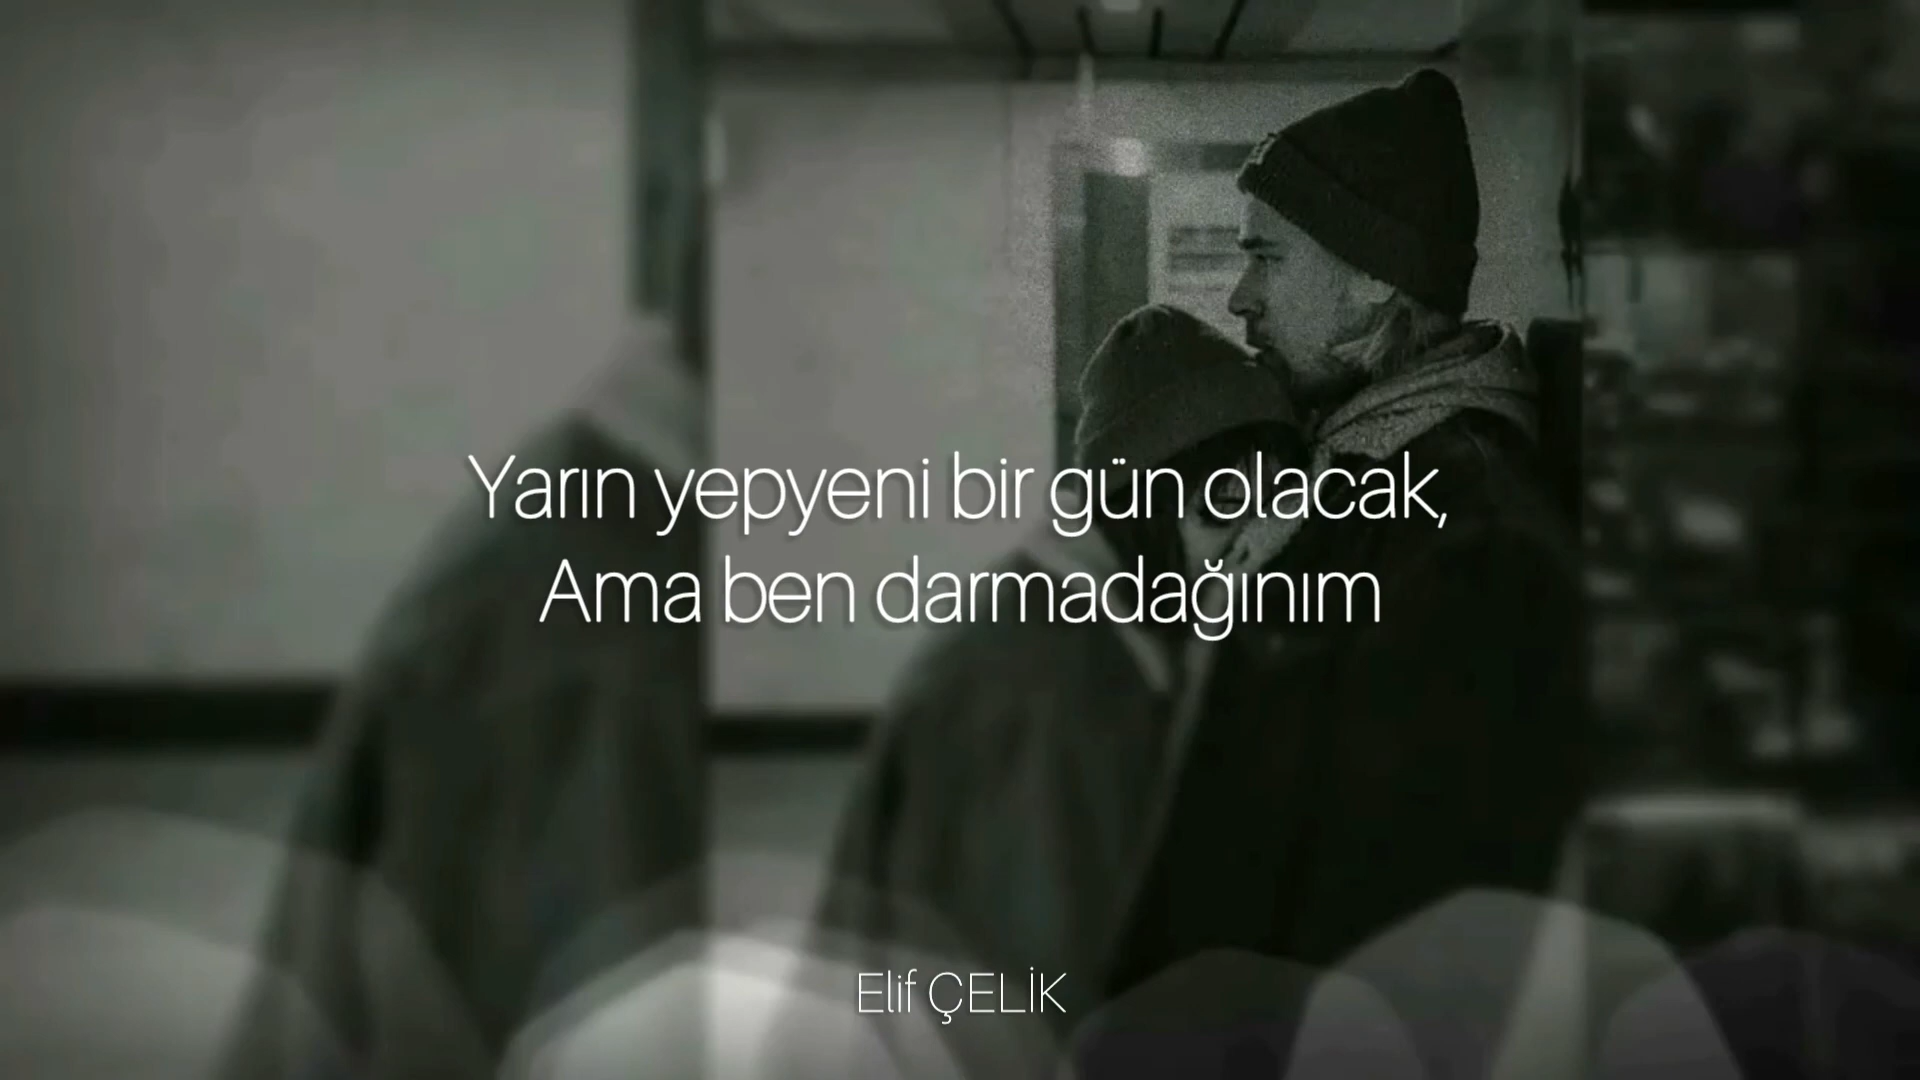 Yarın yepyeni bir gün olacak,
Ama ben darmadağınım
Elif ÇELİK